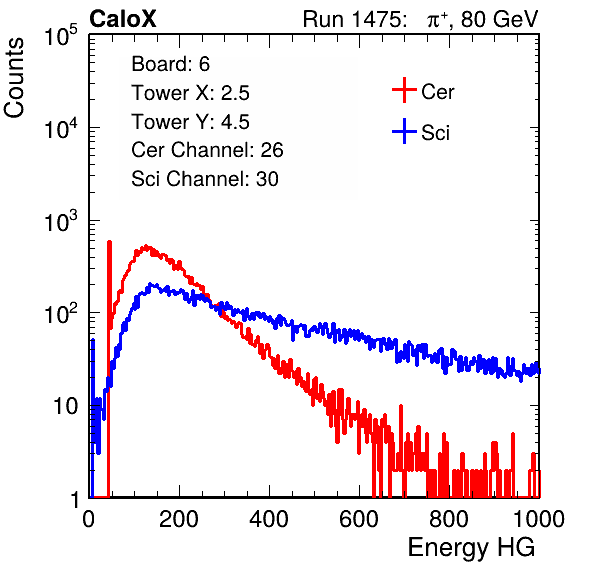 CaloX Run 1475: π⁺, 80 GeV
Counts
10⁵
10⁴
10³
10²
10
1
Board: 6
Tower X: 2.5
Tower Y: 4.5
Cer Channel: 26
Sci Channel: 30
Cer
Sci
0 200 400 600 800 1000
Energy HG